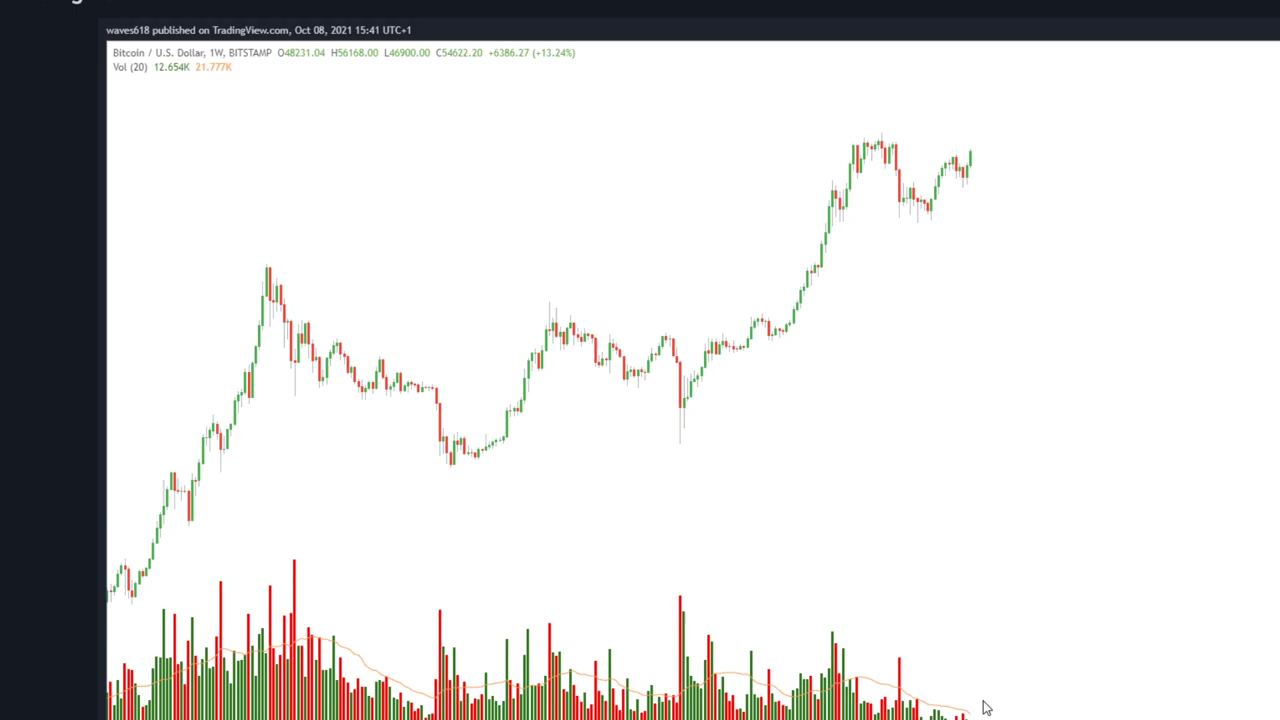 waves618 published on TradingView.com, Oct 08, 2021 15:41 UTC+1
Bitcoin / U.S. Dollar, 1W, BITSTAMP O48231.04 H56168.00 L46900.00 C54622.20 +6386.27 (+13.24%)
Vol (20) 12.654K 21.777K